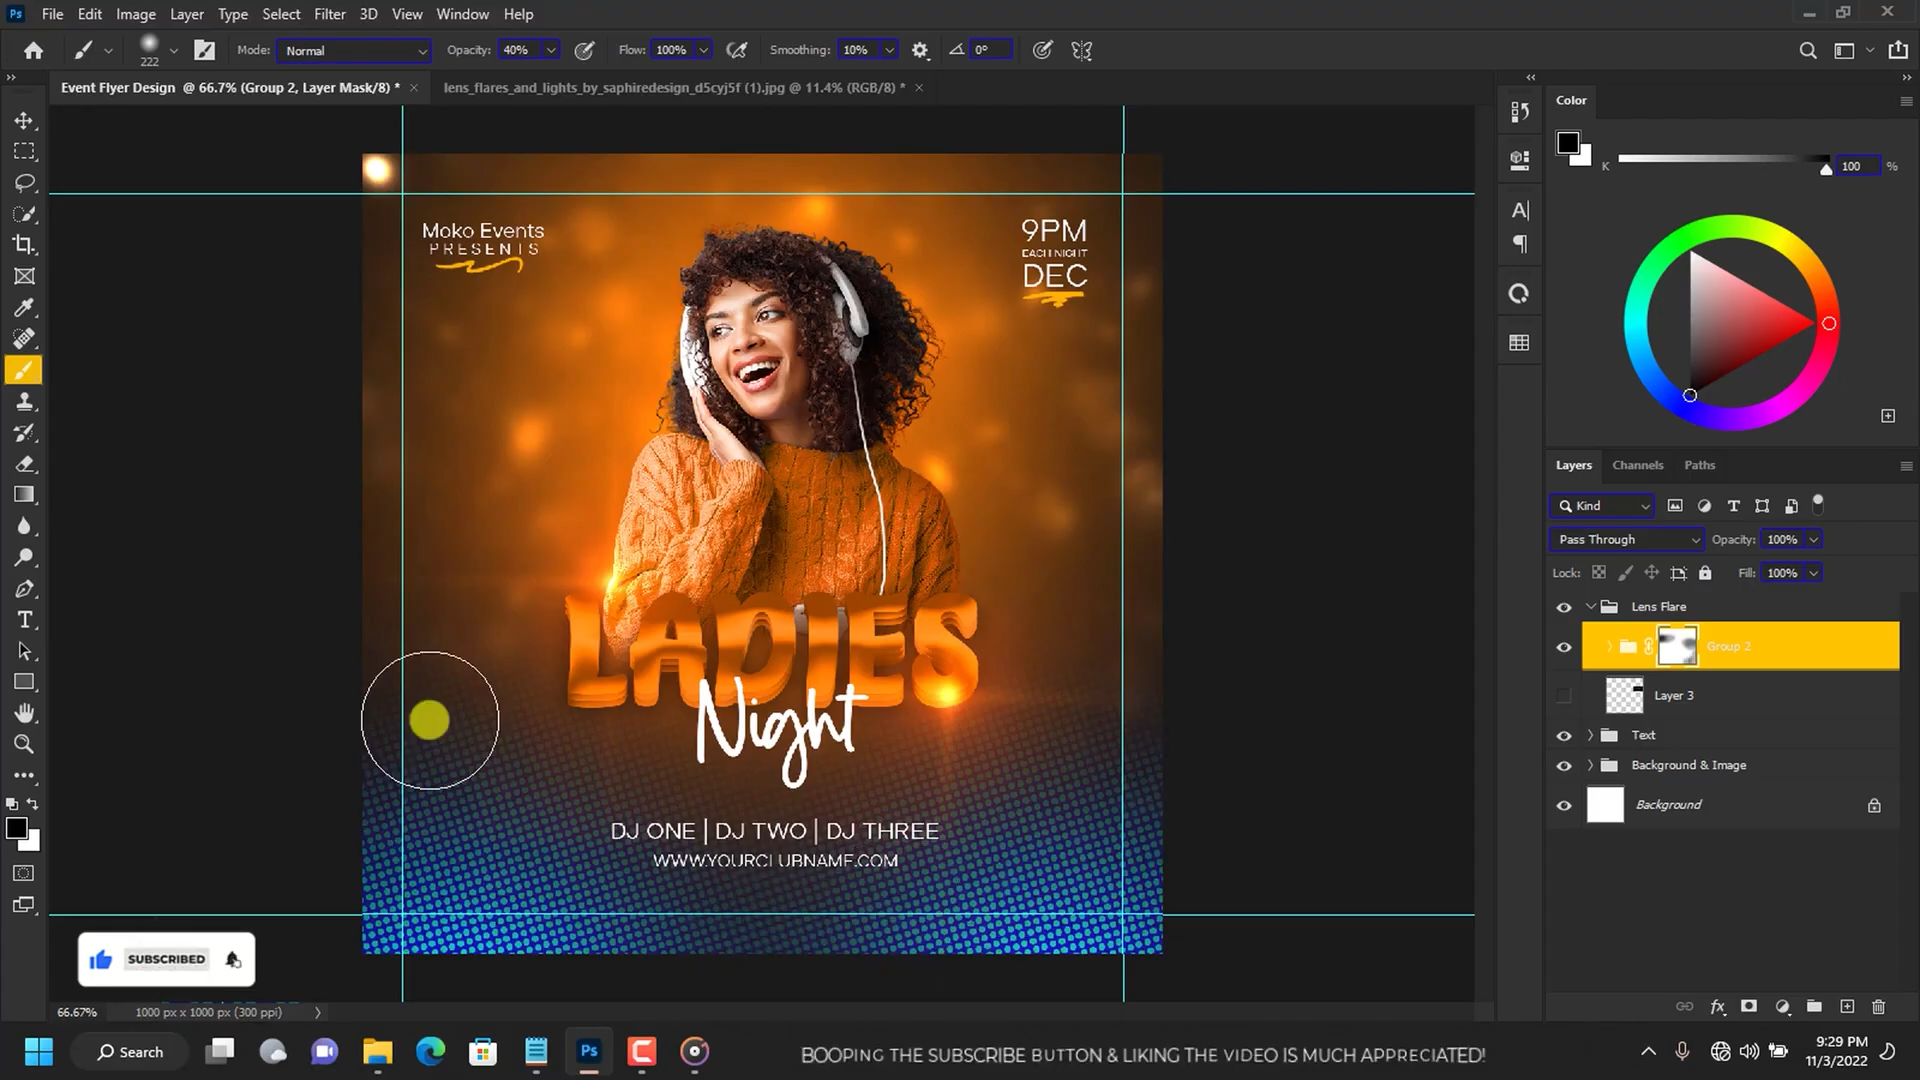 Ps File Edit Image Layer Type Select Filter 3D View Window Help
222 Mode: Normal Opacity: 40% Flow: 100% Smoothing: 10% 0°
Event Flyer Design @ 66.7% (Group 2, Layer Mask/8) * × lens_flares_and_lights_by_saphiredesign_d5cyj5f (1).jpg @ 11.4% (RGB/8) * ×
Color
K 100 %
Moko Events
PRESENTS
9PM
EACH NIGHT
DEC
LADIES
Night
DJ ONE | DJ TWO | DJ THREE
WWW.YOURCLUBNAME.COM
Layers Channels Paths
Kind
Pass Through Opacity: 100%
Lock: Fill: 100%
Lens Flare
Group 2
Layer 3
Text
Background & Image
Background
SUBSCRIBED
66.67% 1000 px x 1000 px (300 ppi)
Search
Ps
BOOPING THE SUBSCRIBE BUTTON & LIKING THE VIDEO IS MUCH APPRECIATED!
9:29 PM
11/3/2022